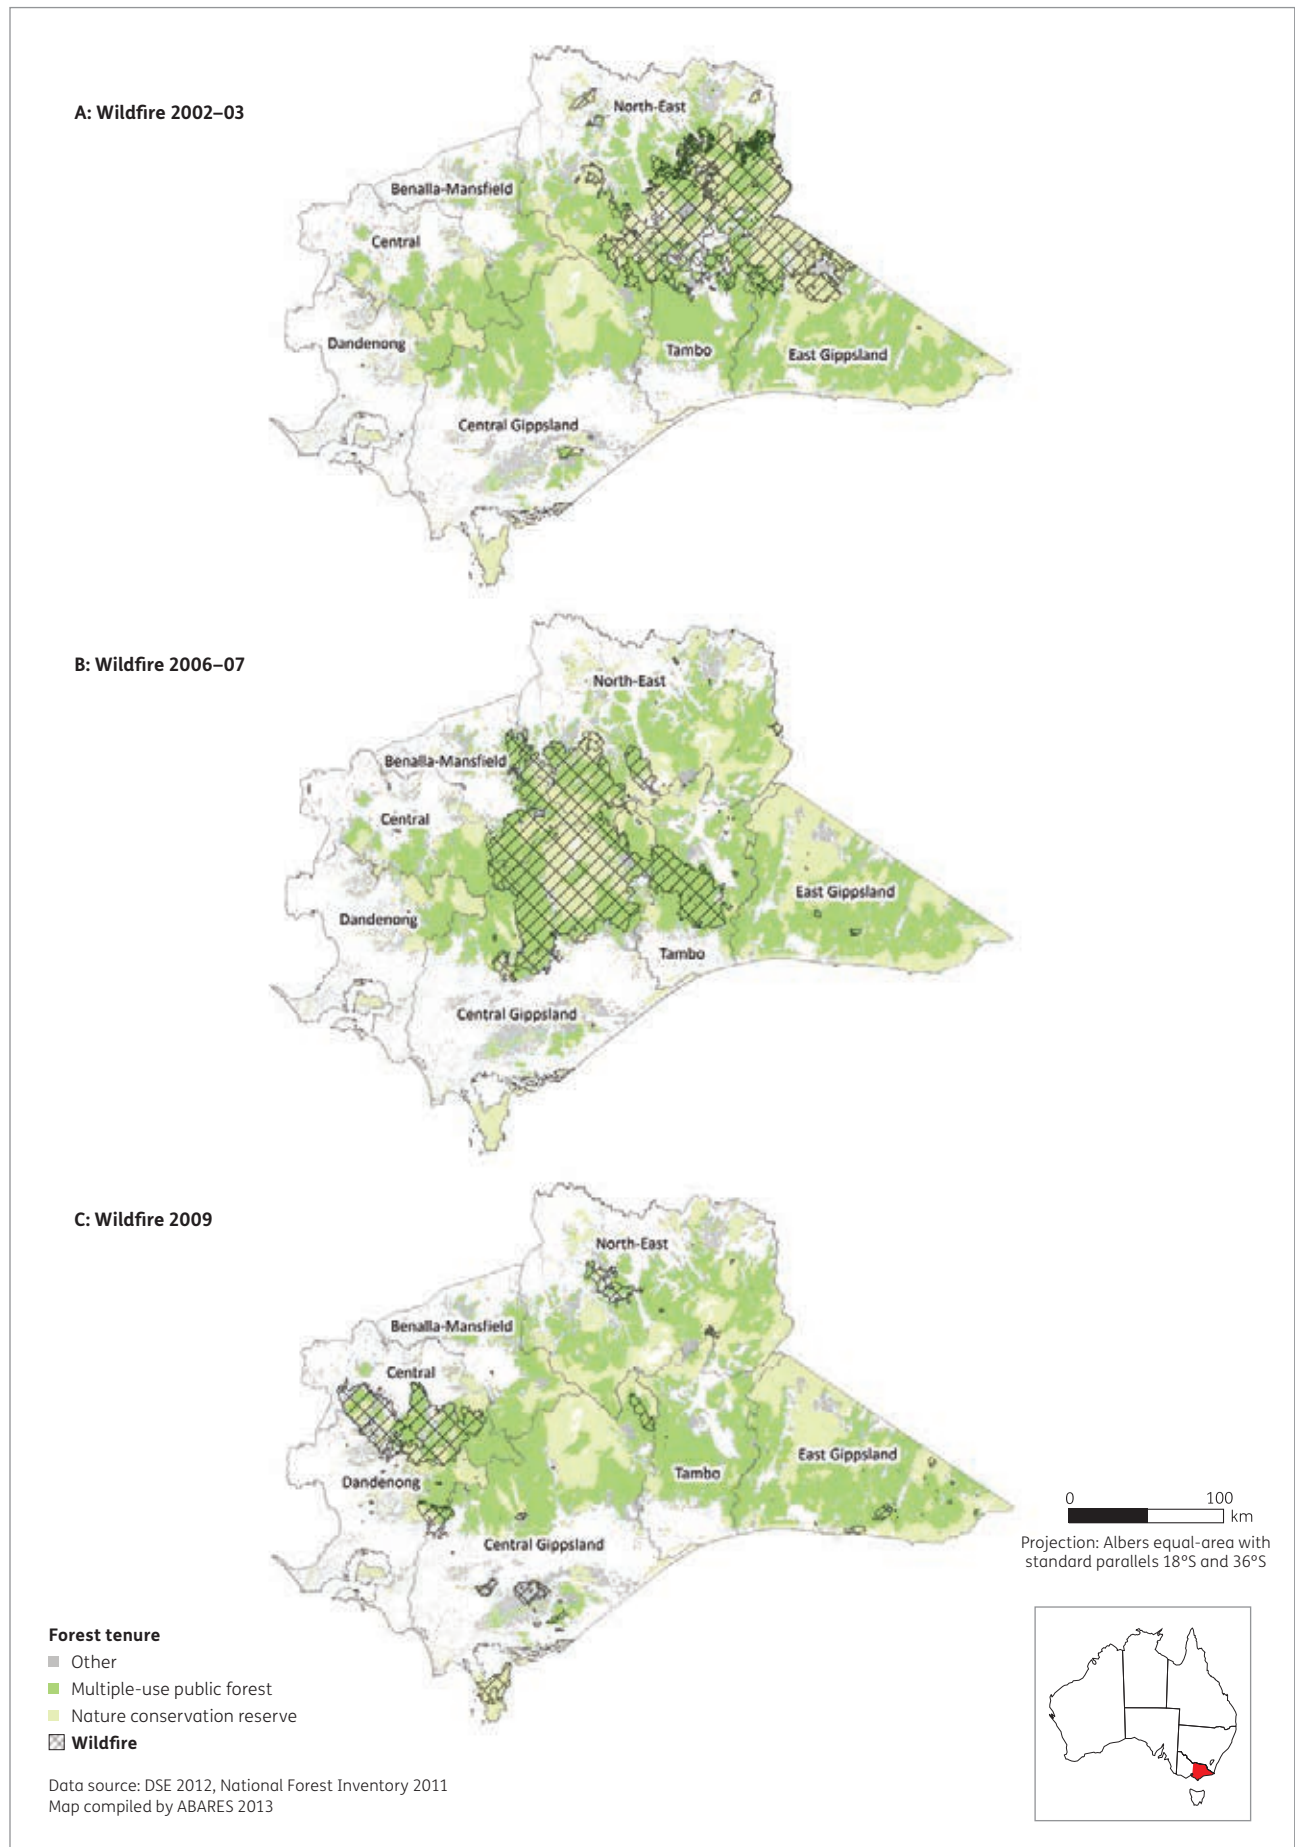 A: Wildfire 2002–03
North-East
Benalla-Mansfield
Central
Dandenong
Tambo
East Gippsland
Central Gippsland
B: Wildfire 2006–07
North-East
Benalla-Mansfield
Central
East Gippsland
Dandenong
Tambo
Central Gippsland
C: Wildfire 2009
North-East
Benalla-Mansfield
Central
East Gippsland
Tambo
Dandenong
Central Gippsland
0 100
km
Projection: Albers equal-area with
standard parallels 18°S and 36°S
Forest tenure
Other
Multiple-use public forest
Nature conservation reserve
Wildfire
Data source: DSE 2012, National Forest Inventory 2011
Map compiled by ABARES 2013